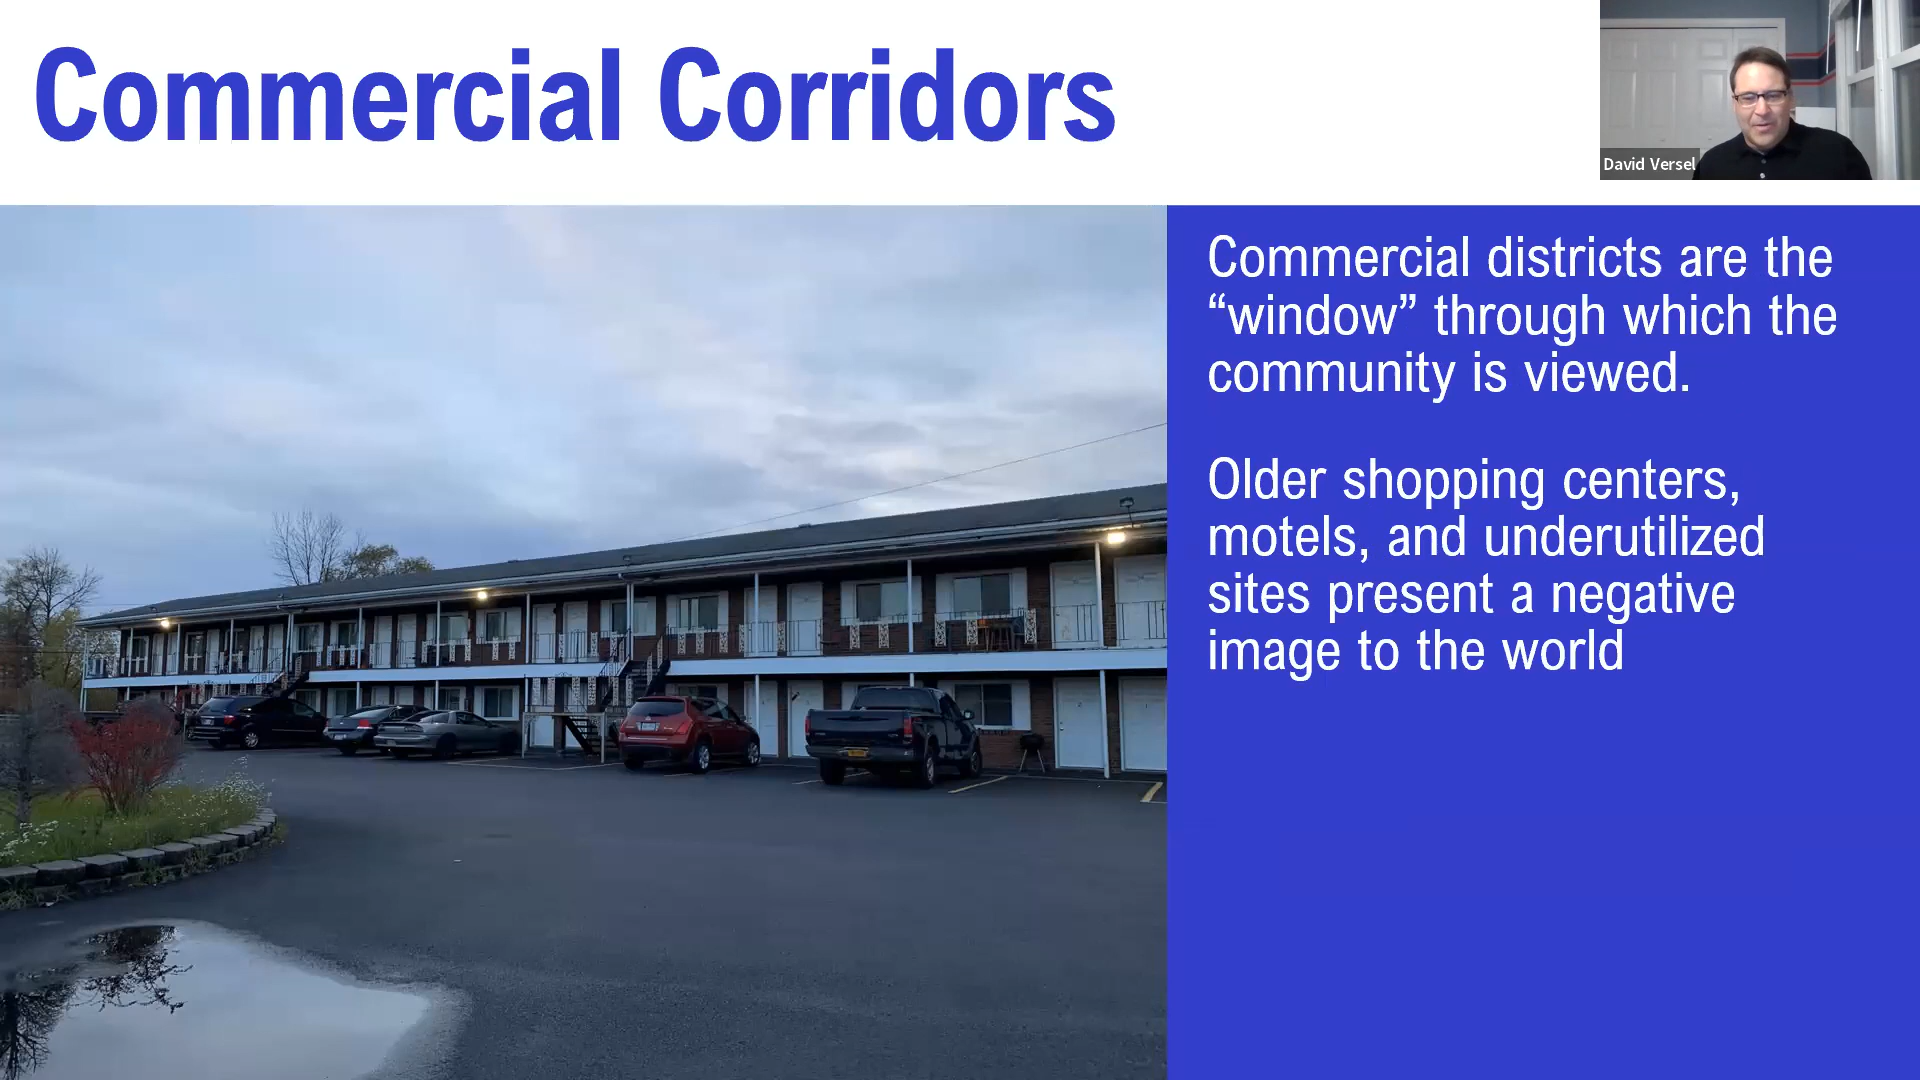 Commercial Corridors
David Versel
Commercial districts are the
“window” through which the
community is viewed.
Older shopping centers,
motels, and underutilized
sites present a negative
image to the world